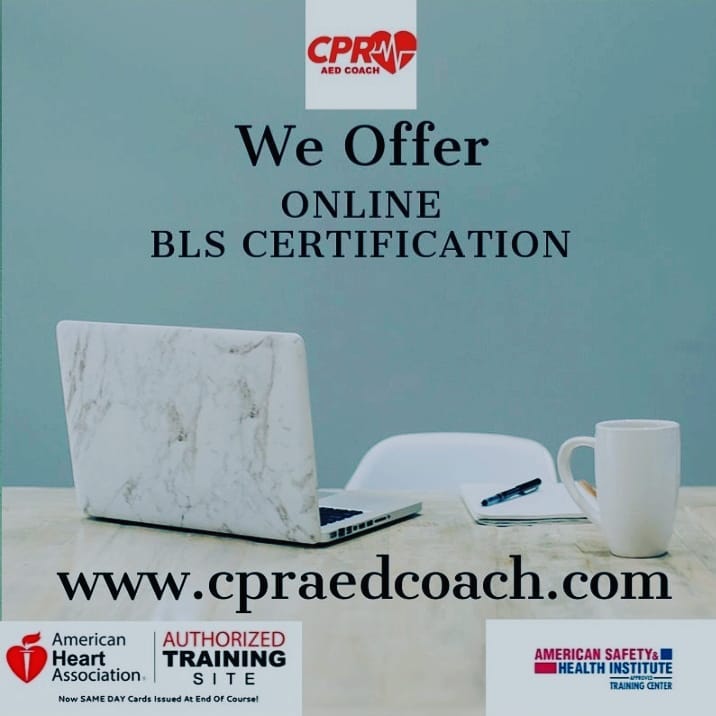 CPR
AED COACH
We Offer
ONLINE
BLS CERTIFICATION
www.cpraedcoach.com
American
Heart
Association®
AUTHORIZED
TRAINING
SITE
Now SAME DAY Cards Issued At End Of Course!
AMERICAN SAFETY&
HEALTH INSTITUTE
APPROVED
TRAINING CENTER